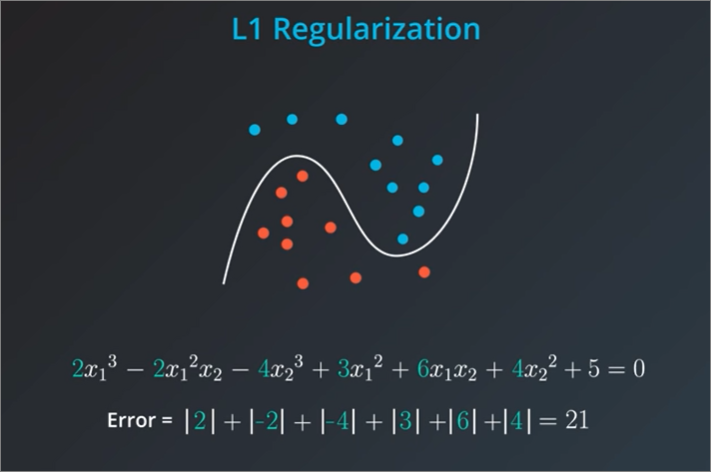 L1 Regularization
2x₁³ − 2x₁²x₂ − 4x₂³ + 3x₁² + 6x₁x₂ + 4x₂² + 5 = 0
Error = |2| + |-2| + |-4| + |3| +|6| +|4| = 21